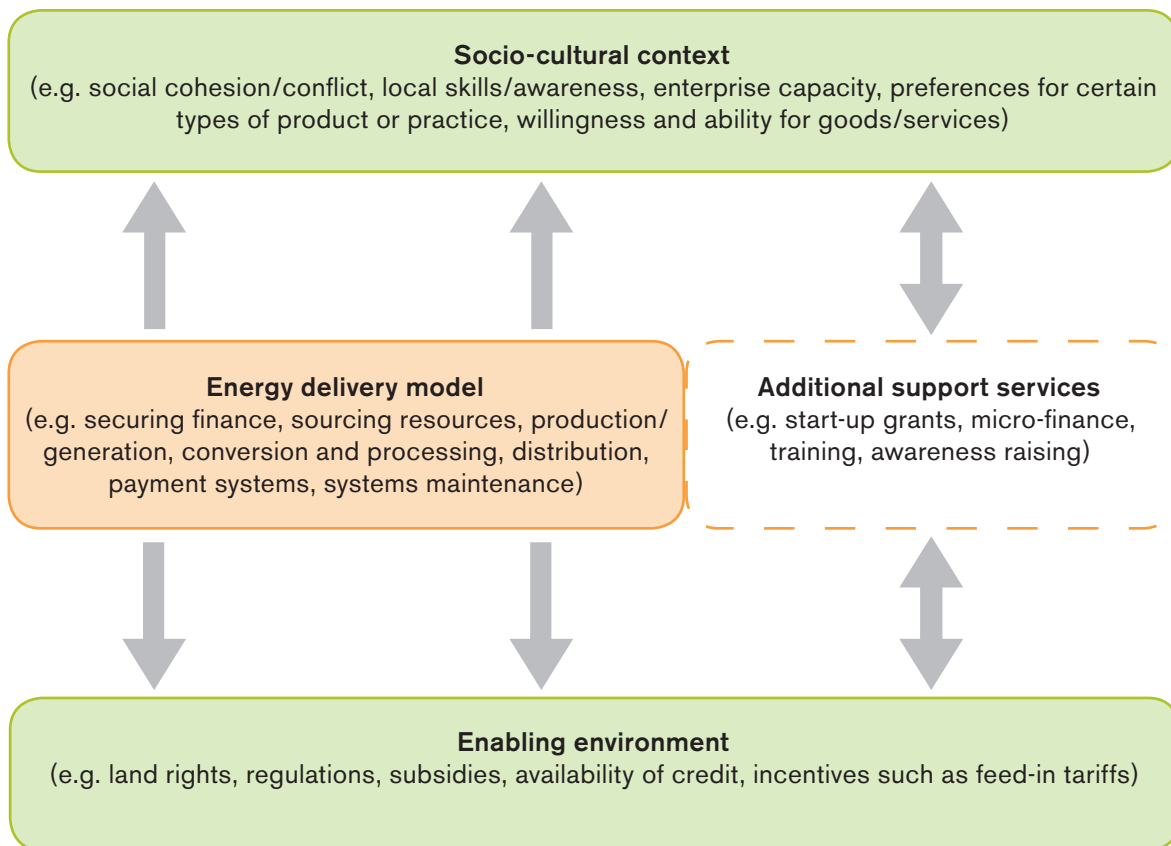 Socio-cultural context
(e.g. social cohesion/conflict, local skills/awareness, enterprise capacity, preferences for certain
types of product or practice, willingness and ability for goods/services)
Energy delivery model
(e.g. securing finance, sourcing resources, production/
generation, conversion and processing, distribution,
payment systems, systems maintenance)
Additional support services
(e.g. start-up grants, micro-finance,
training, awareness raising)
Enabling environment
(e.g. land rights, regulations, subsidies, availability of credit, incentives such as feed-in tariffs)